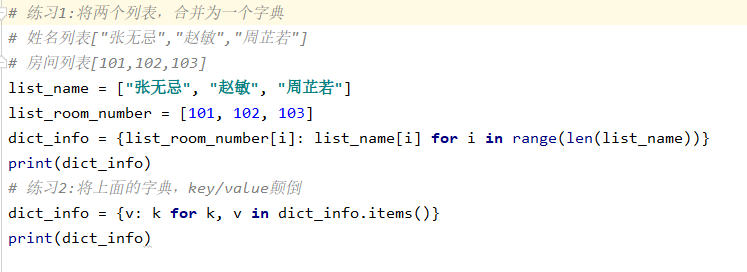 # 练习1:将两个列表，合并为一个字典
# 姓名列表["张无忌","赵敏","周芷若"]
# 房间列表[101,102,103]
list_name = ["张无忌", "赵敏", "周芷若"]
list_room_number = [101, 102, 103]
dict_info = {list_room_number[i]: list_name[i] for i in range(len(list_name))}
print(dict_info)
# 练习2:将上面的字典，key/value颠倒
dict_info = {v: k for k, v in dict_info.items()}
print(dict_info)